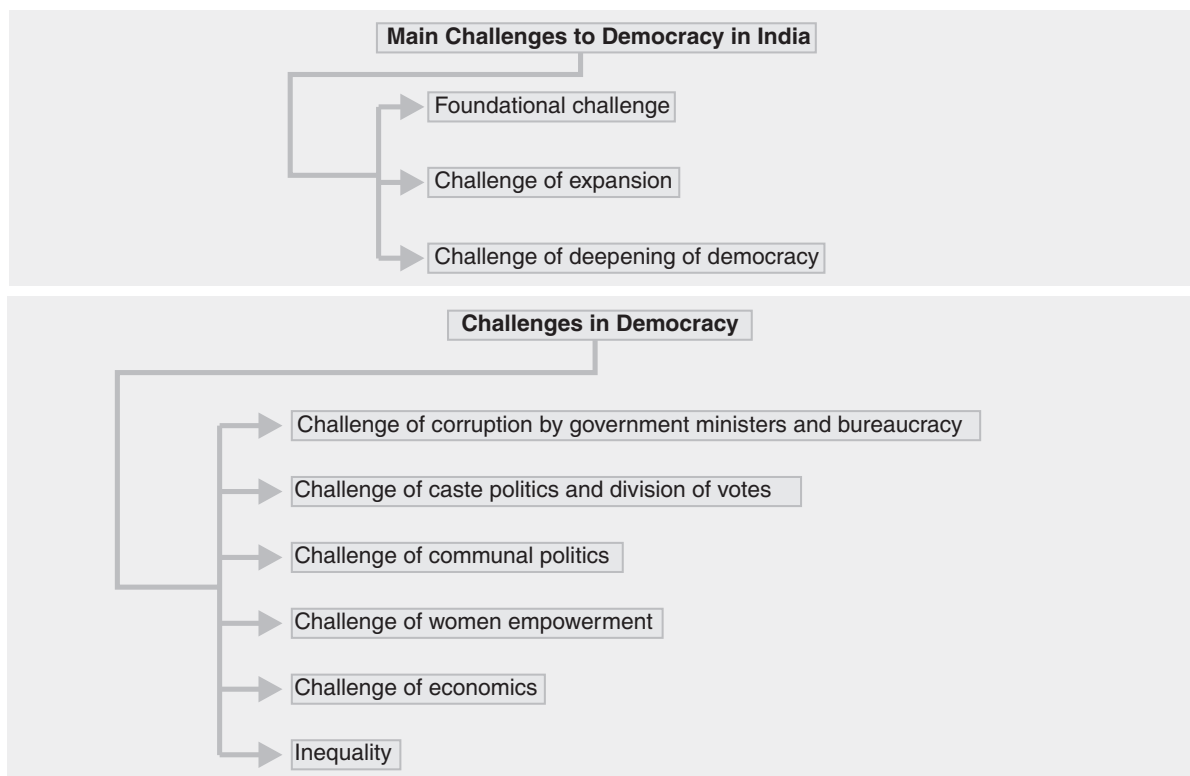 Main Challenges to Democracy in India
Foundational challenge
Challenge of expansion
Challenge of deepening of democracy
Challenges in Democracy
Challenge of corruption by government ministers and bureaucracy
Challenge of caste politics and division of votes
Challenge of communal politics
Challenge of women empowerment
Challenge of economics
Inequality